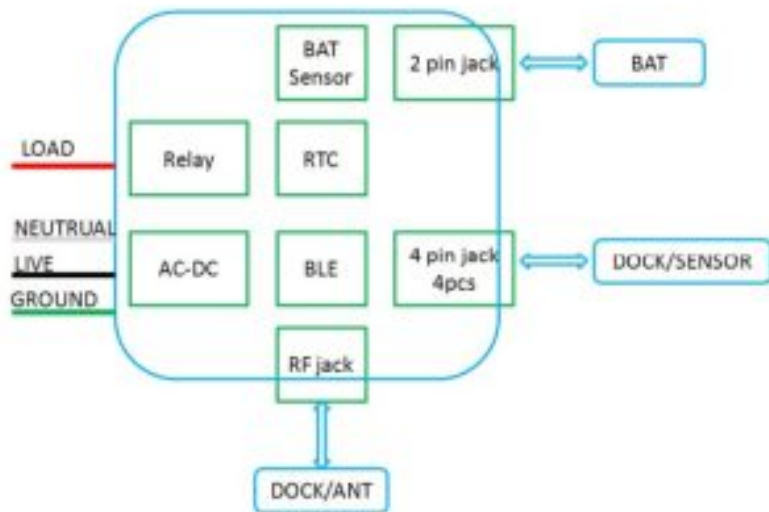 BAT
Sensor
2 pin jack
BAT
LOAD
Relay
RTC
NEUTRUAL
LIVE
GROUND
AC-DC
BLE
4 pin jack
4pcs
DOCK/SENSOR
RF jack
DOCK/ANT